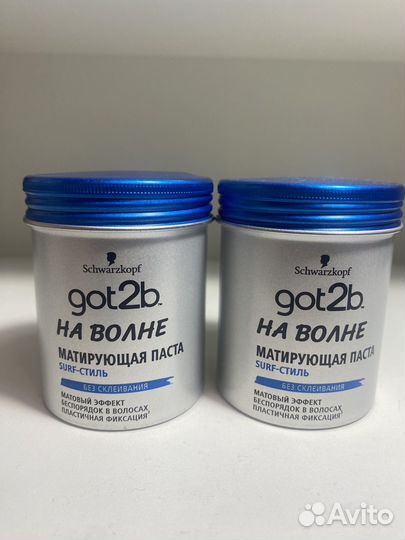 Schwarzkopf
got2b
НА ВОЛНЕ
МАТИРУЮЩАЯ ПАСТА
SURF-СТИЛЬ
БЕЗ СКЛЕИВАНИЯ
МАТОВЫЙ ЭФФЕКТ
БЕСПОРЯДОК В ВОЛОСАХ
ПЛАСТИЧНАЯ ФИКСАЦИЯ
Schwarzkopf
got2b
НА ВОЛНЕ
МАТИРУЮЩАЯ ПАСТА
SURF-СТИЛЬ
БЕЗ СКЛЕИВАНИЯ
МАТОВЫЙ ЭФФЕКТ
БЕСПОРЯДОК В ВОЛОСАХ
ПЛАСТИЧНАЯ ФИКСАЦИЯ
Avito